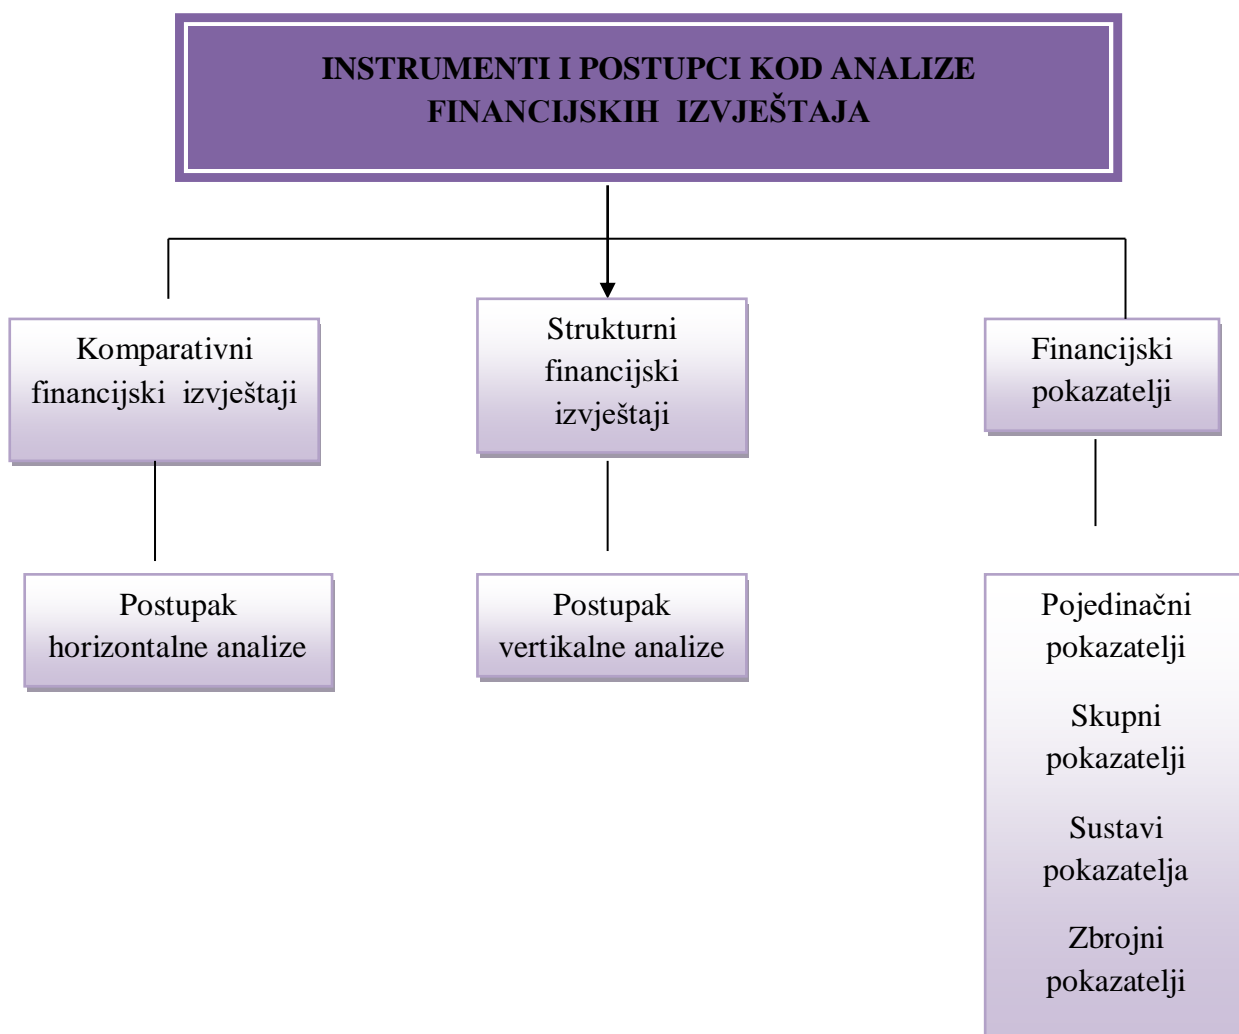 INSTRUMENTI I POSTUPCI KOD ANALIZE
FINANCIJSKIH IZVJEŠTAJA
Komparativni
financijski izvještaji
Strukturni
financijski
izvještaji
Financijski
pokazatelji
Postupak
horizontalne analize
Postupak
vertikalne analize
Pojedinačni
pokazatelji
Skupni
pokazatelji
Sustavi
pokazatelja
Zbrojni
pokazatelji